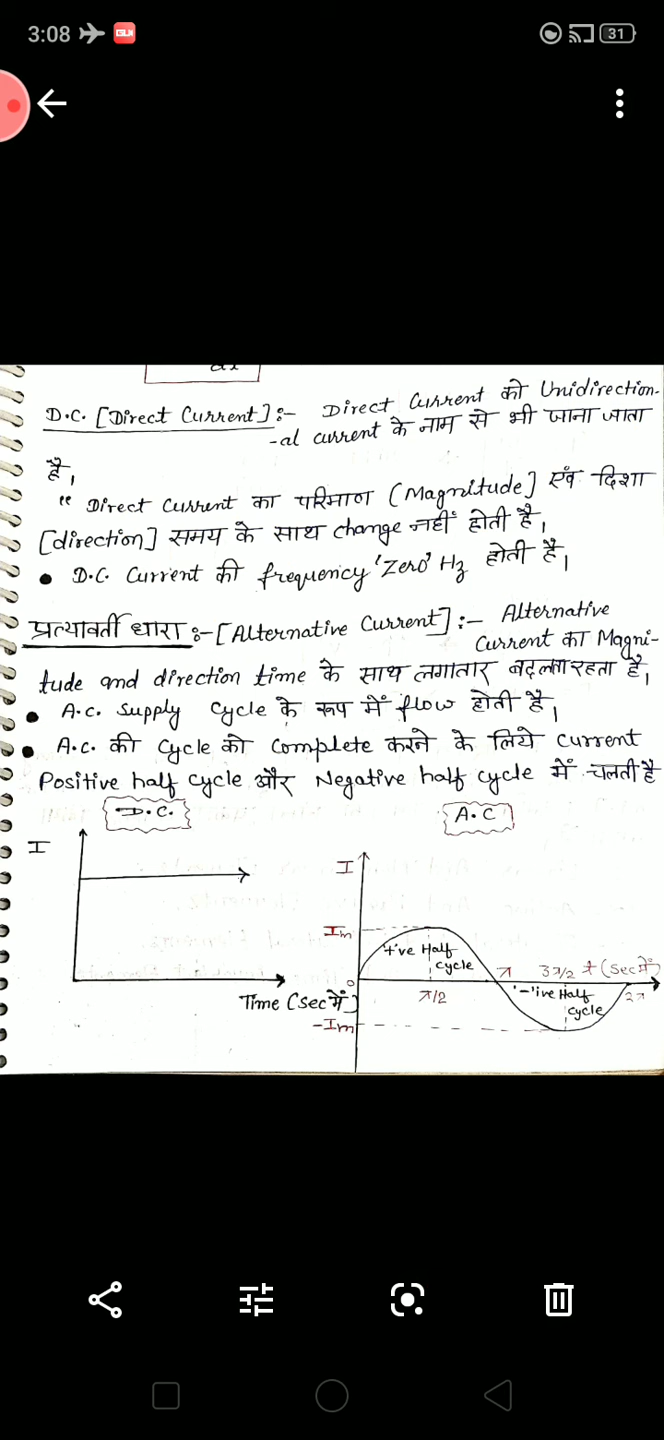 3:08
31
D.C. [Direct Current] :- Direct Current को Unidirection-
-al current के नाम से भी जाना जाता
है,
" Direct Current का परिमाण (Magnitude] एंव दिशा
[direction] समय के साथ change नहीं होती है,
• D.C. Current की frequency 'Zero' Hz होती है,
प्रत्यावर्ती धारा :- [Alternative Current] :- Alternative
Current का Magni-
tude and direction time के साथ लगातार बदलता रहता है,
• A.C. Supply Cycle के रूप में flow होती है,
• A.C. की Cycle को Complete करने के लिये Current
Positive half cycle और Negative half cycle में चलती है
D.C.
A.C
I
I
Im
+'ve Half
Cycle
π
3π/2
t (sec में)
0
Time (sec में)
π/2
'-'ive Half
cycle
2π
-Im